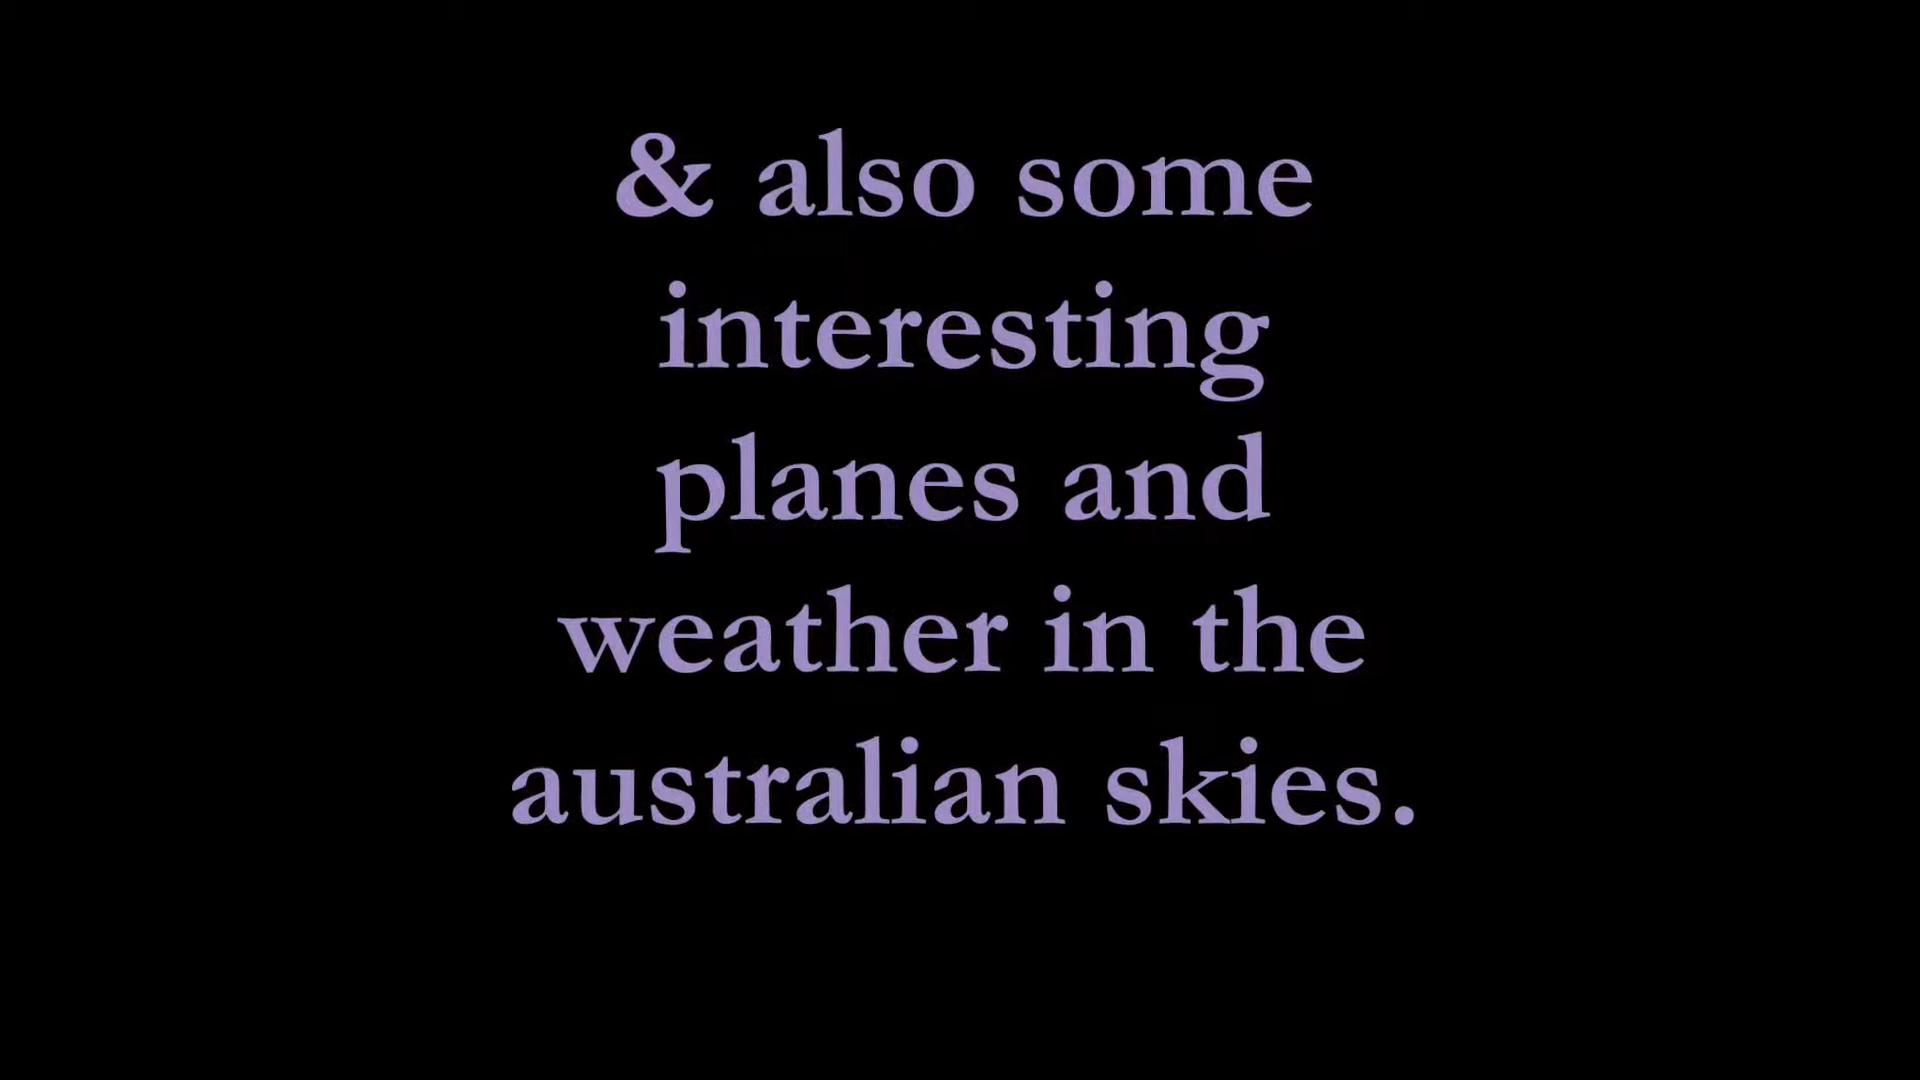 & also some
interesting
planes and
weather in the
australian skies.